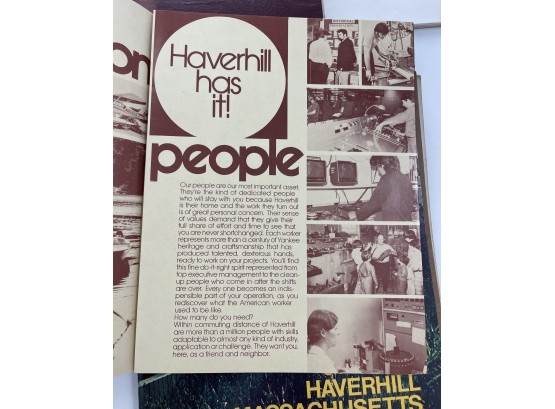 on
Haverhill
has
it!
people
Our people are our most important asset.
They're the kind of dedicated people
who will stay with you because Haverhill
is their home and the work they turn out
is of great personal concern. Their sense
of values demand that they give their
full share of effort and time to see that
you are never shortchanged. Each worker
represents more than a century of Yankee
heritage and craftsmanship that has
produced talented, dexterous, hands,
ready to work on your projects. You'll find
this fine do-it-right spirit represented from
top executive management to the clean-
up people who come in after the shifts
are over. Every one becomes an indis-
pensible part of your operation, as you
rediscover what the American worker
used to be like.
How many do you need?
Within commuting distance of Haverhill
are more than a million people with skills
adaptable to almost any kind of industry,
application or challenge. They want you,
here, as a friend and neighbor.
HAVERHILL
MASSACHUSETTS